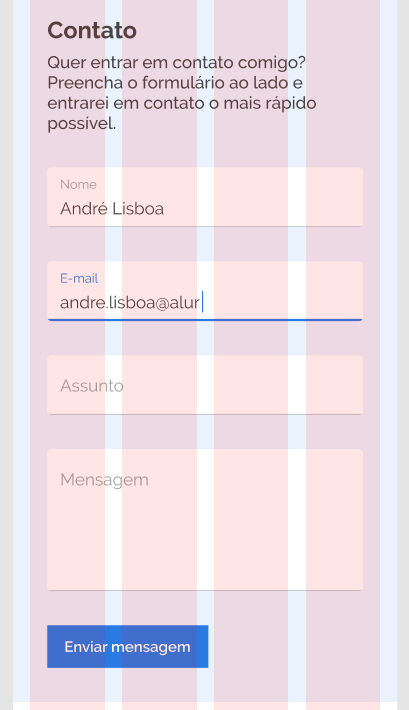 Contato
Quer entrar em contato comigo?
Preencha o formulário ao lado e
entrarei em contato o mais rápido
possível.
Nome
André Lisboa
E-mail
andre.lisboa@alur
Assunto
Mensagem
Enviar mensagem